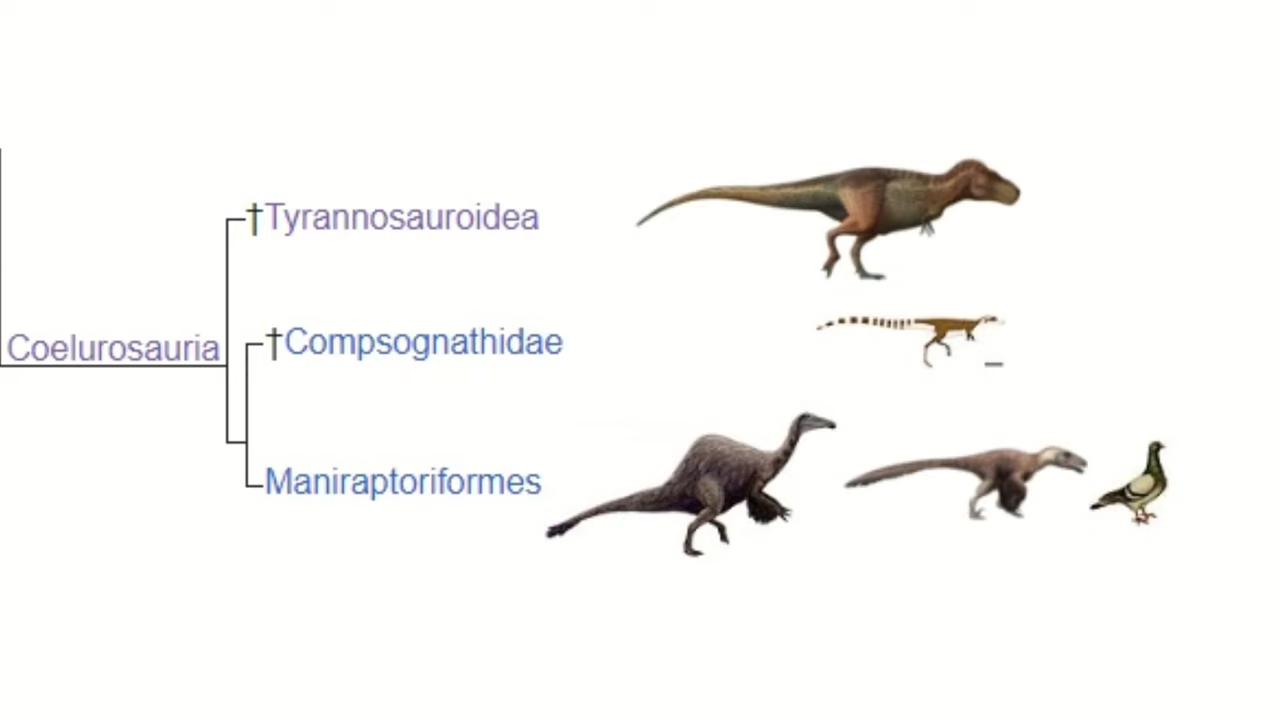 †Tyrannosauroidea
†Compsognathidae
Coelurosauria
Maniraptoriformes